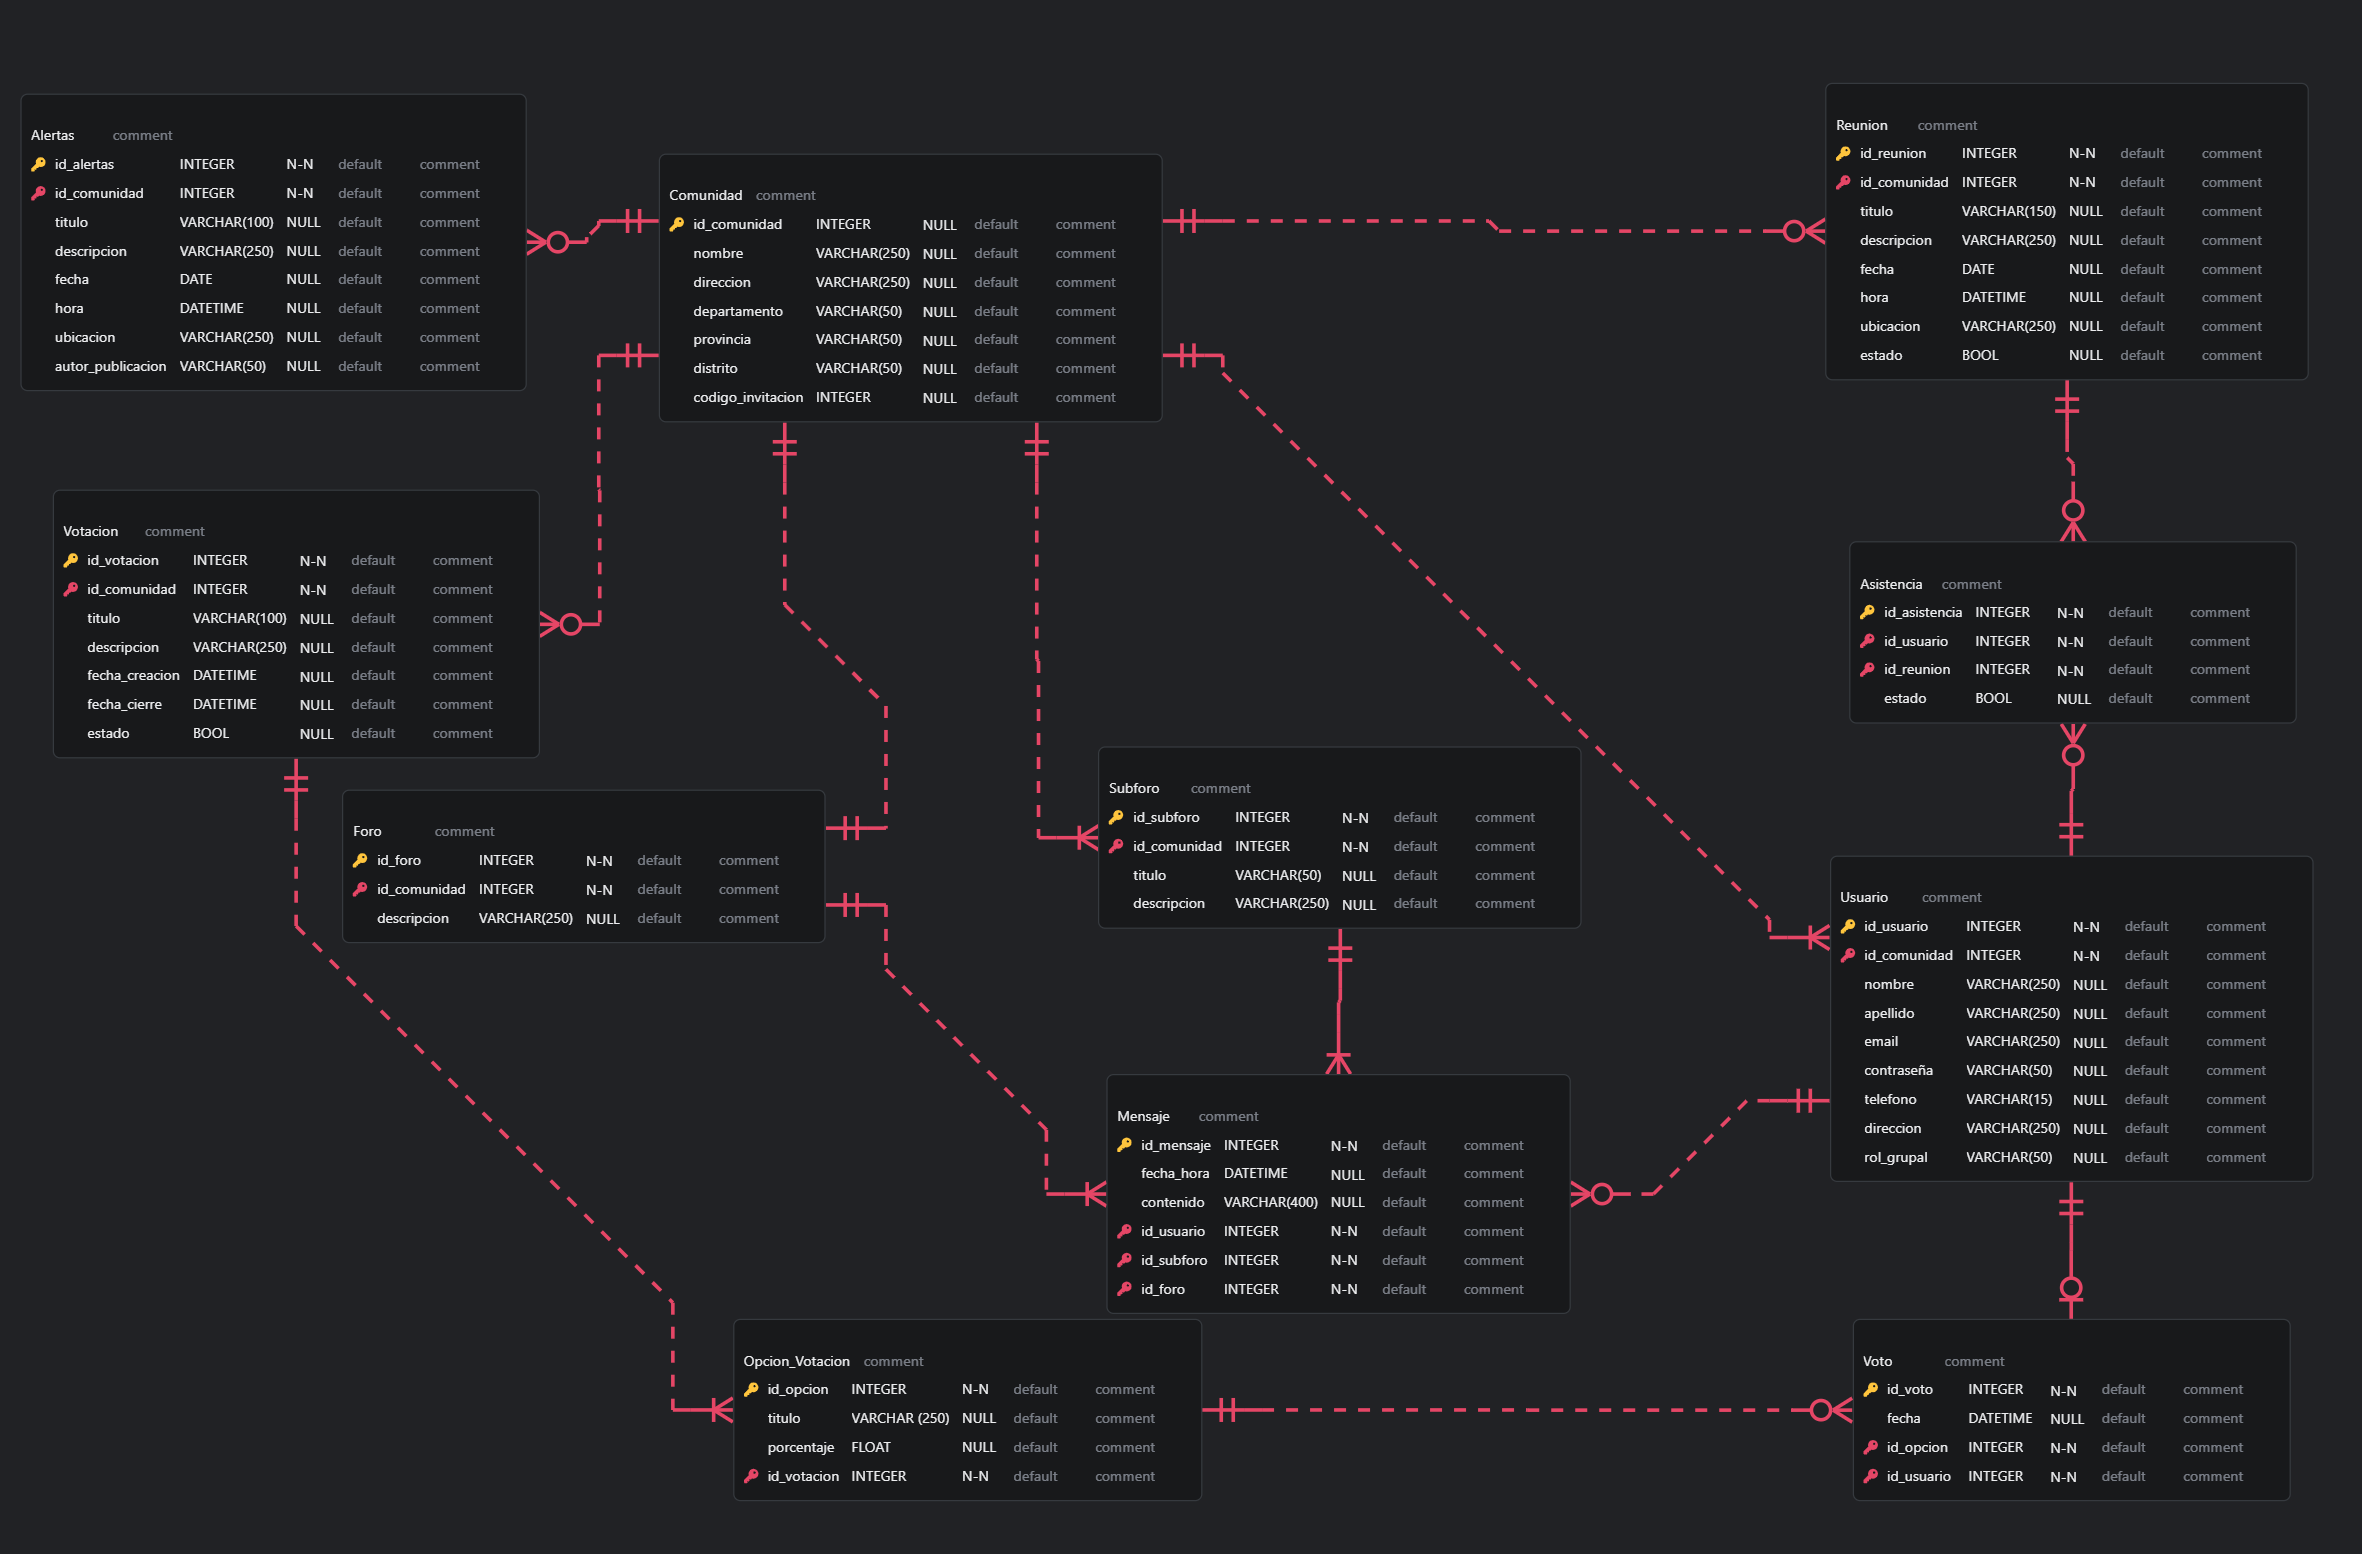 Alertas comment
id_alertas INTEGER N-N default comment
id_comunidad INTEGER N-N default comment
titulo VARCHAR(100) NULL default comment
descripcion VARCHAR(250) NULL default comment
fecha DATE NULL default comment
hora DATETIME NULL default comment
ubicacion VARCHAR(250) NULL default comment
autor_publicacion VARCHAR(50) NULL default comment
Comunidad comment
id_comunidad INTEGER NULL default comment
nombre VARCHAR(250) NULL default comment
direccion VARCHAR(250) NULL default comment
departamento VARCHAR(50) NULL default comment
provincia VARCHAR(50) NULL default comment
distrito VARCHAR(50) NULL default comment
codigo_invitacion INTEGER NULL default comment
Reunion comment
id_reunion INTEGER N-N default comment
id_comunidad INTEGER N-N default comment
titulo VARCHAR(150) NULL default comment
descripcion VARCHAR(250) NULL default comment
fecha DATE NULL default comment
hora DATETIME NULL default comment
ubicacion VARCHAR(250) NULL default comment
estado BOOL NULL default comment
Votacion comment
id_votacion INTEGER N-N default comment
id_comunidad INTEGER N-N default comment
titulo VARCHAR(100) NULL default comment
descripcion VARCHAR(250) NULL default comment
fecha_creacion DATETIME NULL default comment
fecha_cierre DATETIME NULL default comment
estado BOOL NULL default comment
Asistencia comment
id_asistencia INTEGER N-N default comment
id_usuario INTEGER N-N default comment
id_reunion INTEGER N-N default comment
estado BOOL NULL default comment
Foro comment
id_foro INTEGER N-N default comment
id_comunidad INTEGER N-N default comment
descripcion VARCHAR(250) NULL default comment
Subforo comment
id_subforo INTEGER N-N default comment
id_comunidad INTEGER N-N default comment
titulo VARCHAR(50) NULL default comment
descripcion VARCHAR(250) NULL default comment
Usuario comment
id_usuario INTEGER N-N default comment
id_comunidad INTEGER N-N default comment
nombre VARCHAR(250) NULL default comment
apellido VARCHAR(250) NULL default comment
email VARCHAR(250) NULL default comment
contraseña VARCHAR(50) NULL default comment
telefono VARCHAR(15) NULL default comment
direccion VARCHAR(250) NULL default comment
rol_grupal VARCHAR(50) NULL default comment
Mensaje comment
id_mensaje INTEGER N-N default comment
fecha_hora DATETIME NULL default comment
contenido VARCHAR(400) NULL default comment
id_usuario INTEGER N-N default comment
id_subforo INTEGER N-N default comment
id_foro INTEGER N-N default comment
Opcion_Votacion comment
id_opcion INTEGER N-N default comment
titulo VARCHAR (250) NULL default comment
porcentaje FLOAT NULL default comment
id_votacion INTEGER N-N default comment
Voto comment
id_voto INTEGER N-N default comment
fecha DATETIME NULL default comment
id_opcion INTEGER N-N default comment
id_usuario INTEGER N-N default comment